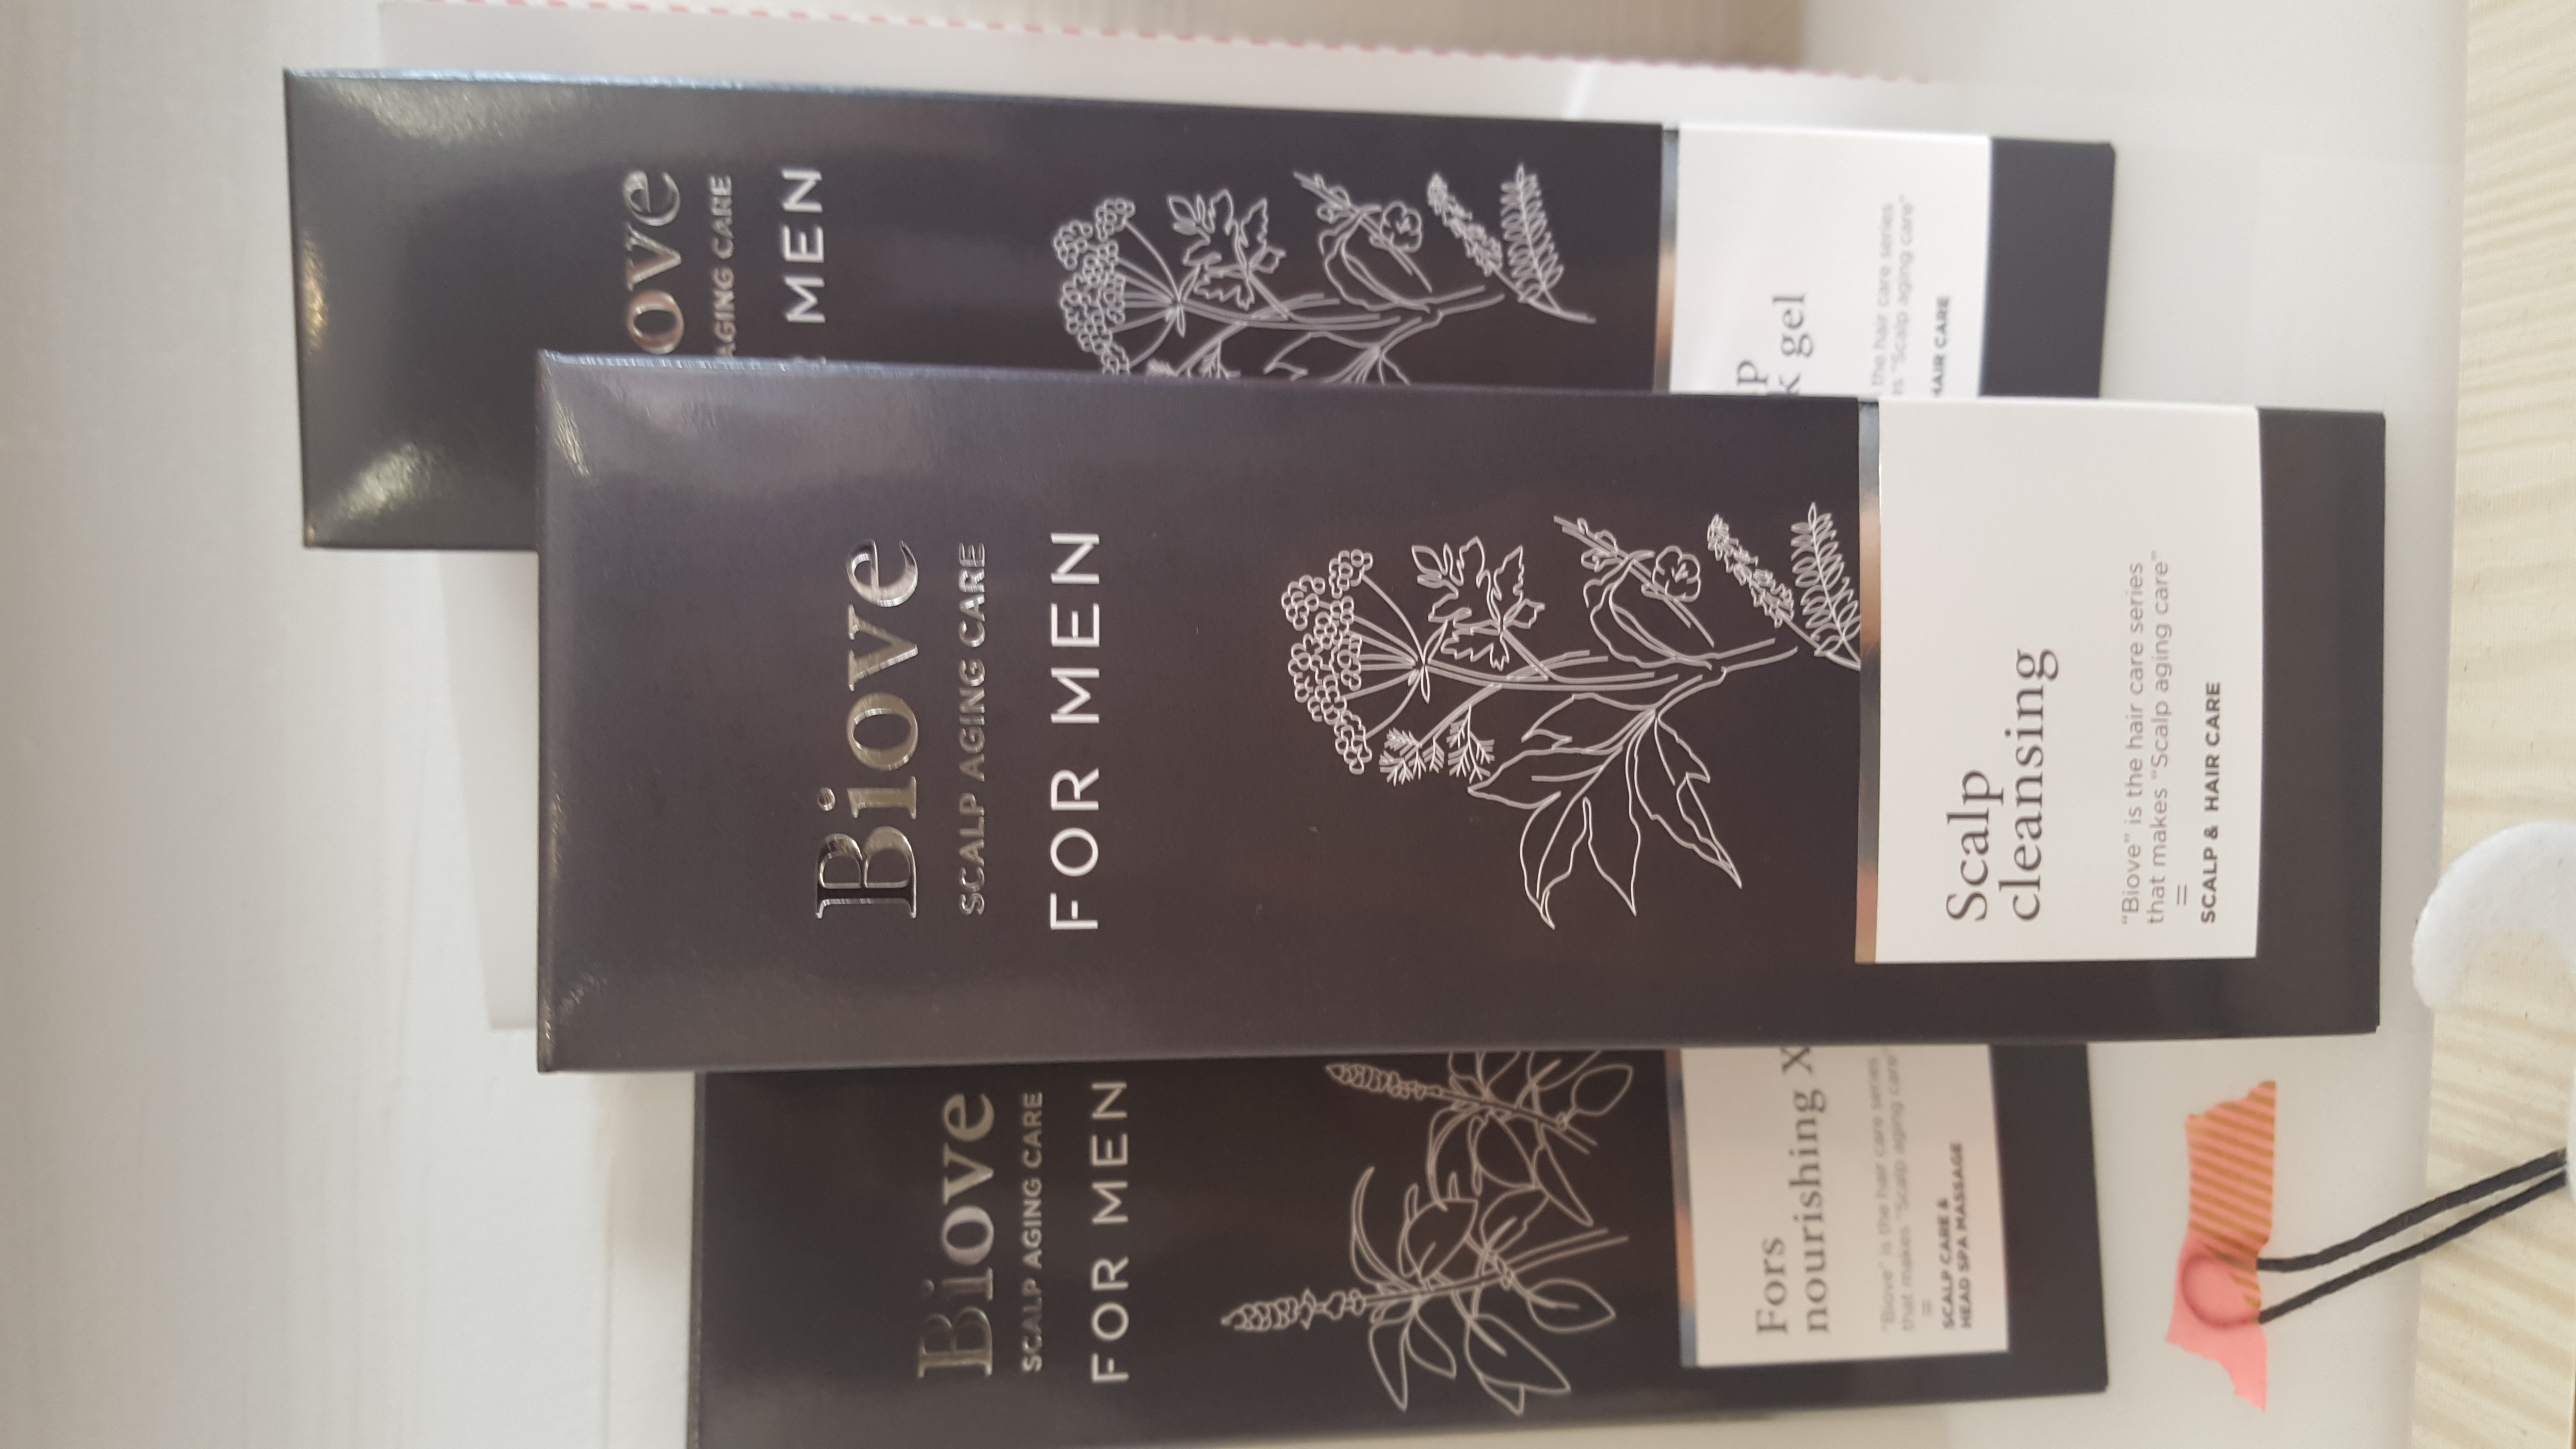 Biove
SCALP AGING CARE
FOR MEN
Fors
nourishing X
"Biove" is the hair care series
that makes "Scalp aging care"
=
SCALP CARE &
HEAD SPA MASSAGE
Biove
SCALP AGING CARE
FOR MEN
Scalp
cleansing
"Biove" is the hair care series
that makes "Scalp aging care"
=
SCALP & HAIR CARE
ove
AGING CARE
MEN
gel
the hair care series
"Scalp aging care"
HAIR CARE